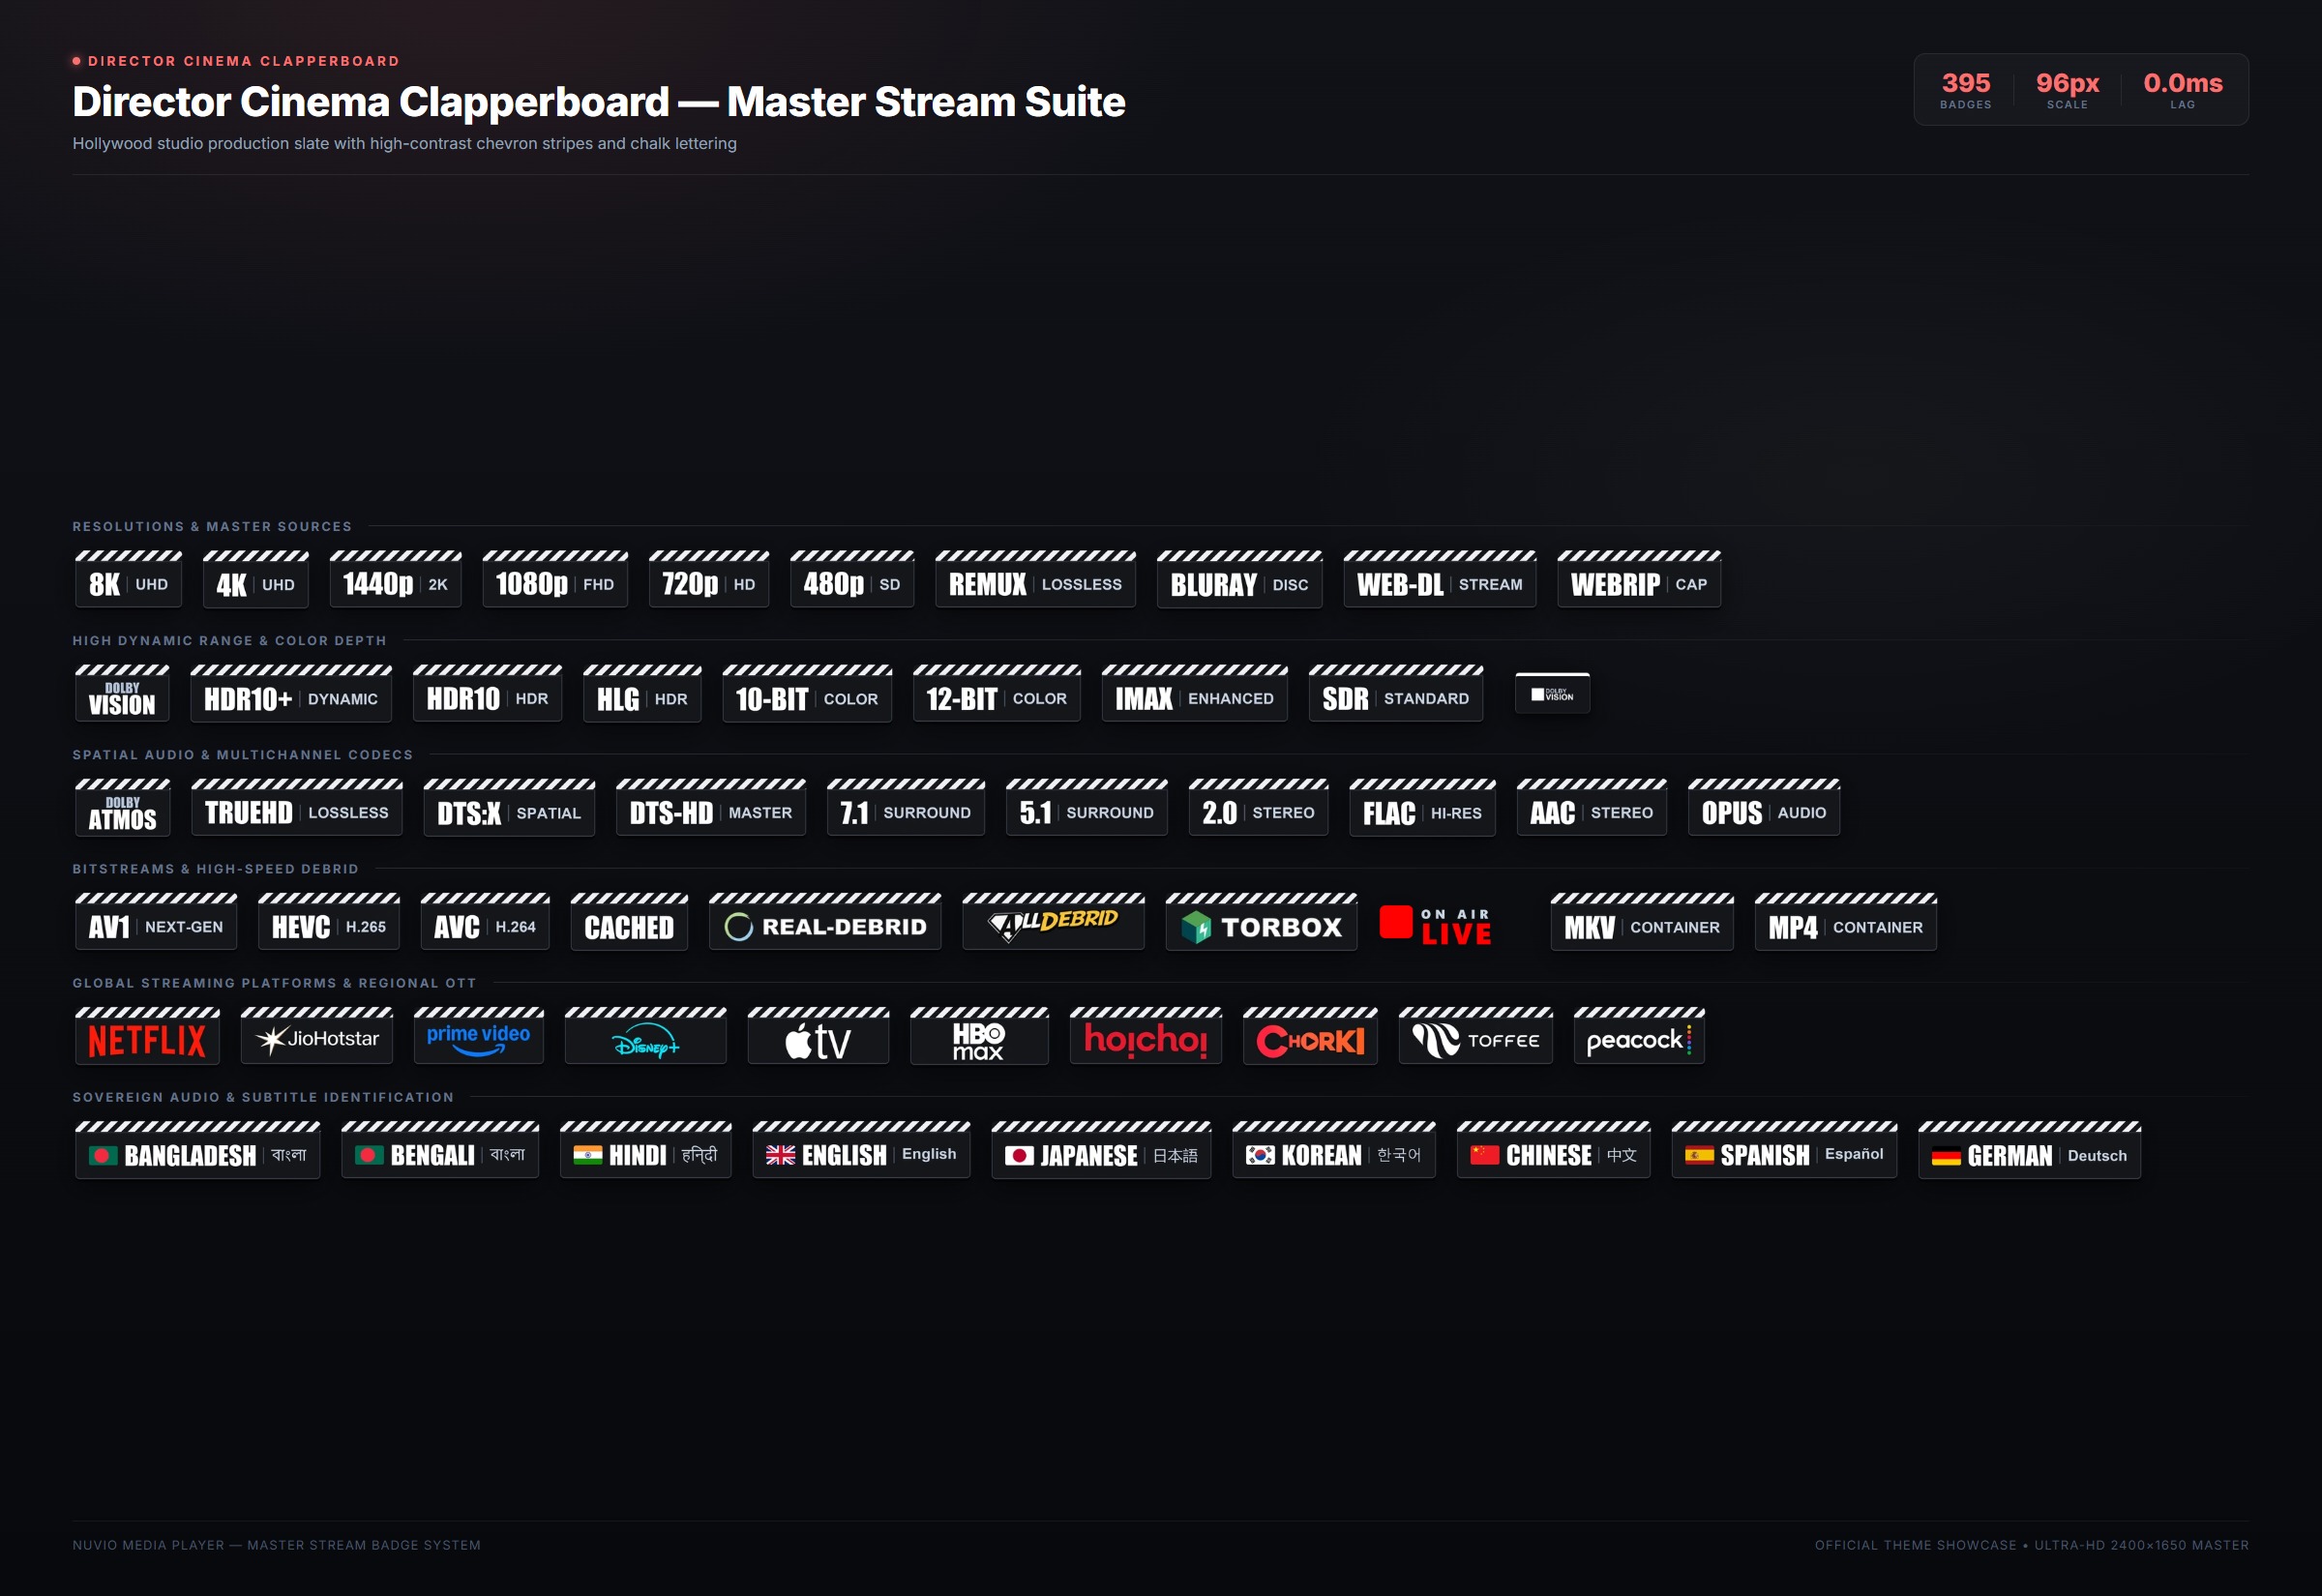 DIRECTOR CINEMA CLAPPERBOARD
Director Cinema Clapperboard — Master Stream Suite
Hollywood studio production slate with high-contrast chevron stripes and chalk lettering
395 96px 0.0ms
BADGES SCALE LAG
RESOLUTIONS & MASTER SOURCES
8K UHD 4K UHD 1440p 2K 1080p FHD 720p HD 480p SD REMUX LOSSLESS BLURAY DISC WEB-DL STREAM WEBRIP CAP
HIGH DYNAMIC RANGE & COLOR DEPTH
DOLBY VISION HDR10+ DYNAMIC HDR10 HDR HLG HDR 10-BIT COLOR 12-BIT COLOR IMAX ENHANCED SDR STANDARD DOLBY VISION
SPATIAL AUDIO & MULTICHANNEL CODECS
DOLBY ATMOS TRUEHD LOSSLESS DTS:X SPATIAL DTS-HD MASTER 7.1 SURROUND 5.1 SURROUND 2.0 STEREO FLAC HI-RES AAC STEREO OPUS AUDIO
BITSTREAMS & HIGH-SPEED DEBRID
AV1 NEXT-GEN HEVC H.265 AVC H.264 CACHED REAL-DEBRID ALLDEBRID TORBOX ON AIR LIVE MKV CONTAINER MP4 CONTAINER
GLOBAL STREAMING PLATFORMS & REGIONAL OTT
NETFLIX JioHotstar prime video Disney+ tv HBO max hoichoi CHORKI TOFFEE peacock
SOVEREIGN AUDIO & SUBTITLE IDENTIFICATION
BANGLADESH বাংলা BENGALI বাংলা HINDI हिन्दी ENGLISH English JAPANESE 日本語 KOREAN 한국어 CHINESE 中文 SPANISH Español GERMAN Deutsch
NUVIO MEDIA PLAYER — MASTER STREAM BADGE SYSTEM
OFFICIAL THEME SHOWCASE • ULTRA-HD 2400×1650 MASTER